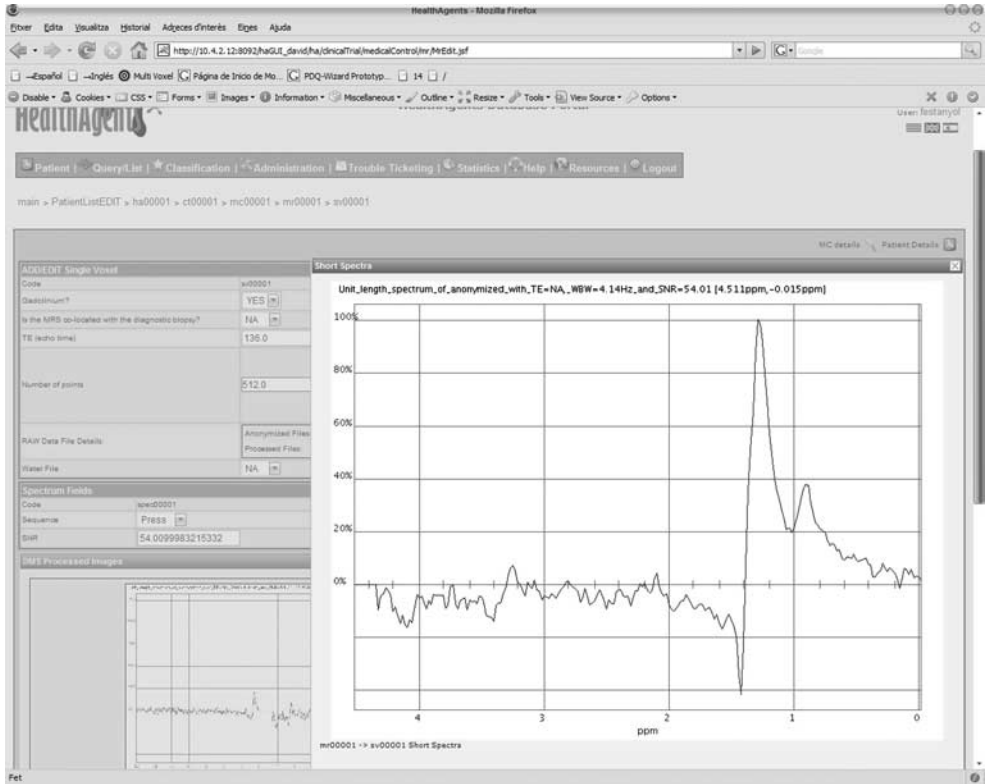 HealthAgents - Mozilla Firefox
Fitxer Edita Visualitza Historial Adreces d'interès Eines Ajuda
http://10.4.2.12:8092/haGUI_david/ha/clinicalTrial/medicalControl/mr/MrEdit.jsf
Google
-->Español -->Inglés Multi Voxel Página de Inicio de Mo... PDQ-Wizard Prototyp... 14 /
Disable Cookies CSS Forms Images Information Miscellaneous Outline Resize Tools View Source Options
HealthAgents
User: festanyol
Patient | Query/List | Classification | Administration | Trouble Ticketing | Statistics | Help | Resources | Logout
main > PatientListEDIT > ha00001 > ct00001 > mc00001 > mr00001 > sv00001
MC details Patient Details
ADD/EDIT Single Voxel
Code sv00001
Gadolinium? YES
Is the MRS co-located with the diagnostic biopsy? NA
TE (echo time) 136.0
Number of points 512.0
RAW Data File Details
Anonymized Files
Processed Files:
Water File NA
Spectrum Fields
Code spec00001
Sequence Press
SNR 54.0099983215332
DMS Processed Images
Short Spectra
Unit_length_spectrum_of_anonymized_with_TE=NA,_WBW=4.14Hz_and_SNR=54.01 [4.511ppm,-0.015ppm]
100%
80%
60%
40%
20%
0%
4 3 2 1 0
ppm
mr00001 -> sv00001 Short Spectra
Fet